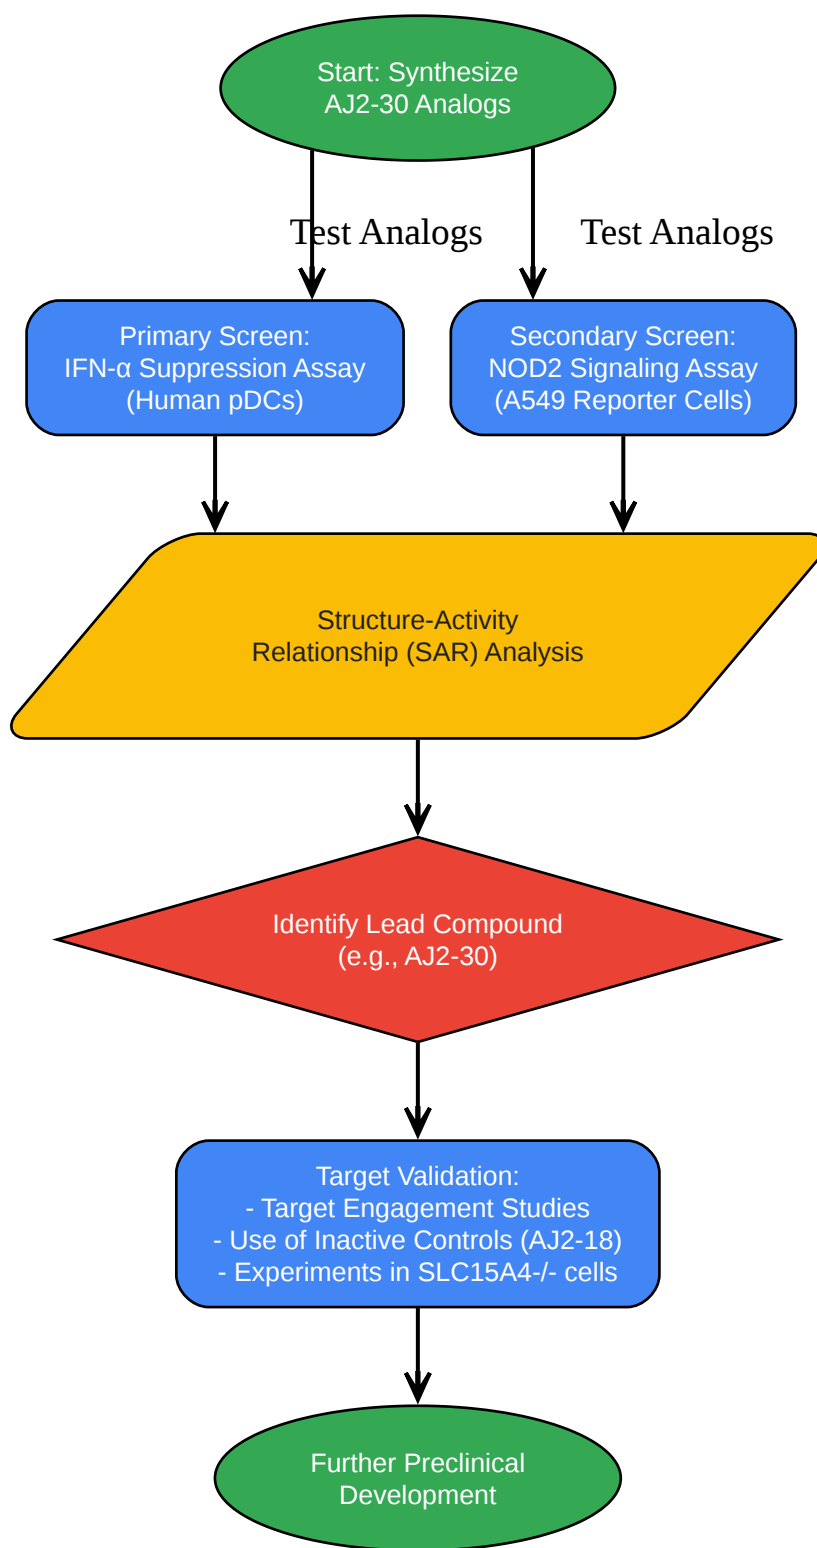 Start: Synthesize
AJ2-30 Analogs
Test Analogs
Test Analogs
Primary Screen:
IFN-α Suppression Assay
(Human pDCs)
Secondary Screen:
NOD2 Signaling Assay
(A549 Reporter Cells)
Structure-Activity
Relationship (SAR) Analysis
Identify Lead Compound
(e.g., AJ2-30)
Target Validation:
- Target Engagement Studies
- Use of Inactive Controls (AJ2-18)
- Experiments in SLC15A4-/- cells
Further Preclinical
Development